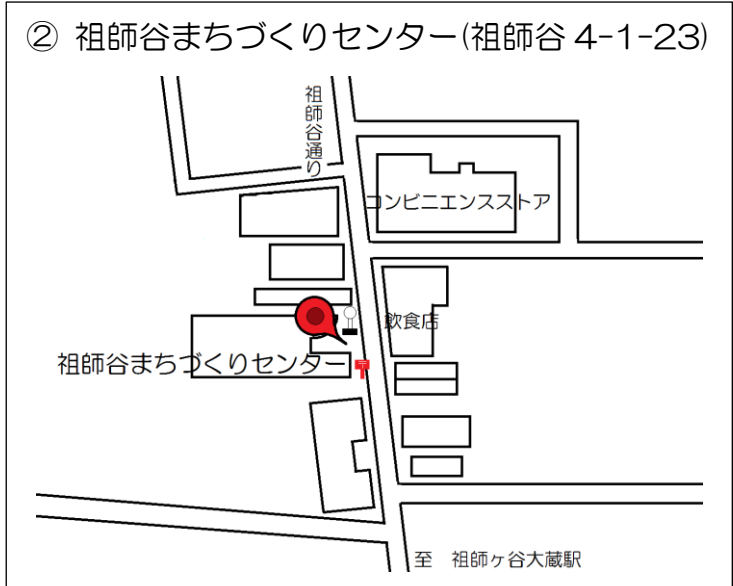 ② 祖師谷まちづくりセンター(祖師谷 4-1-23)
祖師谷通り
コンビニエンスストア
飲食店
祖師谷まちづくりセンター
至 祖師ヶ谷大蔵駅